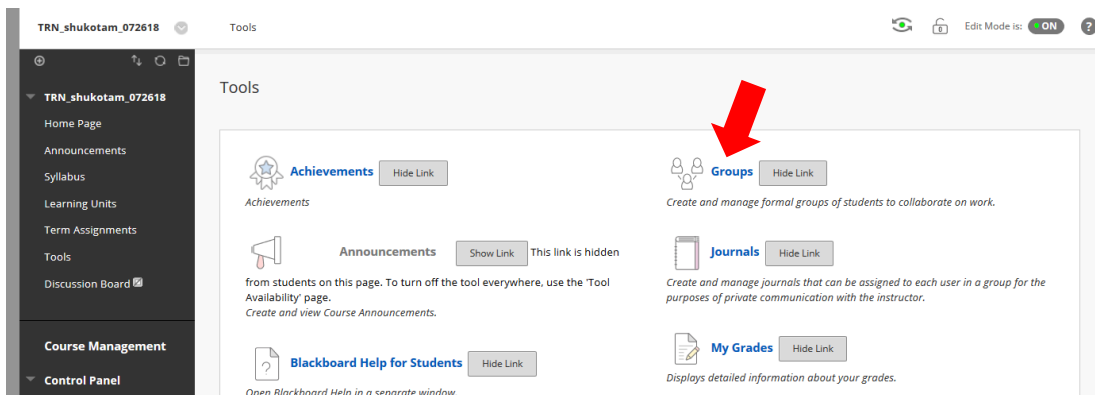 TRN_shukotam_072618
Tools
0
Edit Mode is:
ON
?
TRN_shukotam_072618
Home Page
Announcements
Syllabus
Learning Units
Term Assignments
Tools
Discussion Board
Course Management
Control Panel
Tools
Achievements Hide Link
Achievements
Announcements Show Link This link is hidden
from students on this page. To turn off the tool everywhere, use the 'Tool
Availability' page.
Create and view Course Announcements.
? Blackboard Help for Students Hide Link
Open Blackboard Help in a separate window.
Groups Hide Link
Create and manage formal groups of students to collaborate on work.
Journals Hide Link
Create and manage journals that can be assigned to each user in a group for the
purposes of private communication with the instructor.
My Grades Hide Link
Displays detailed information about your grades.